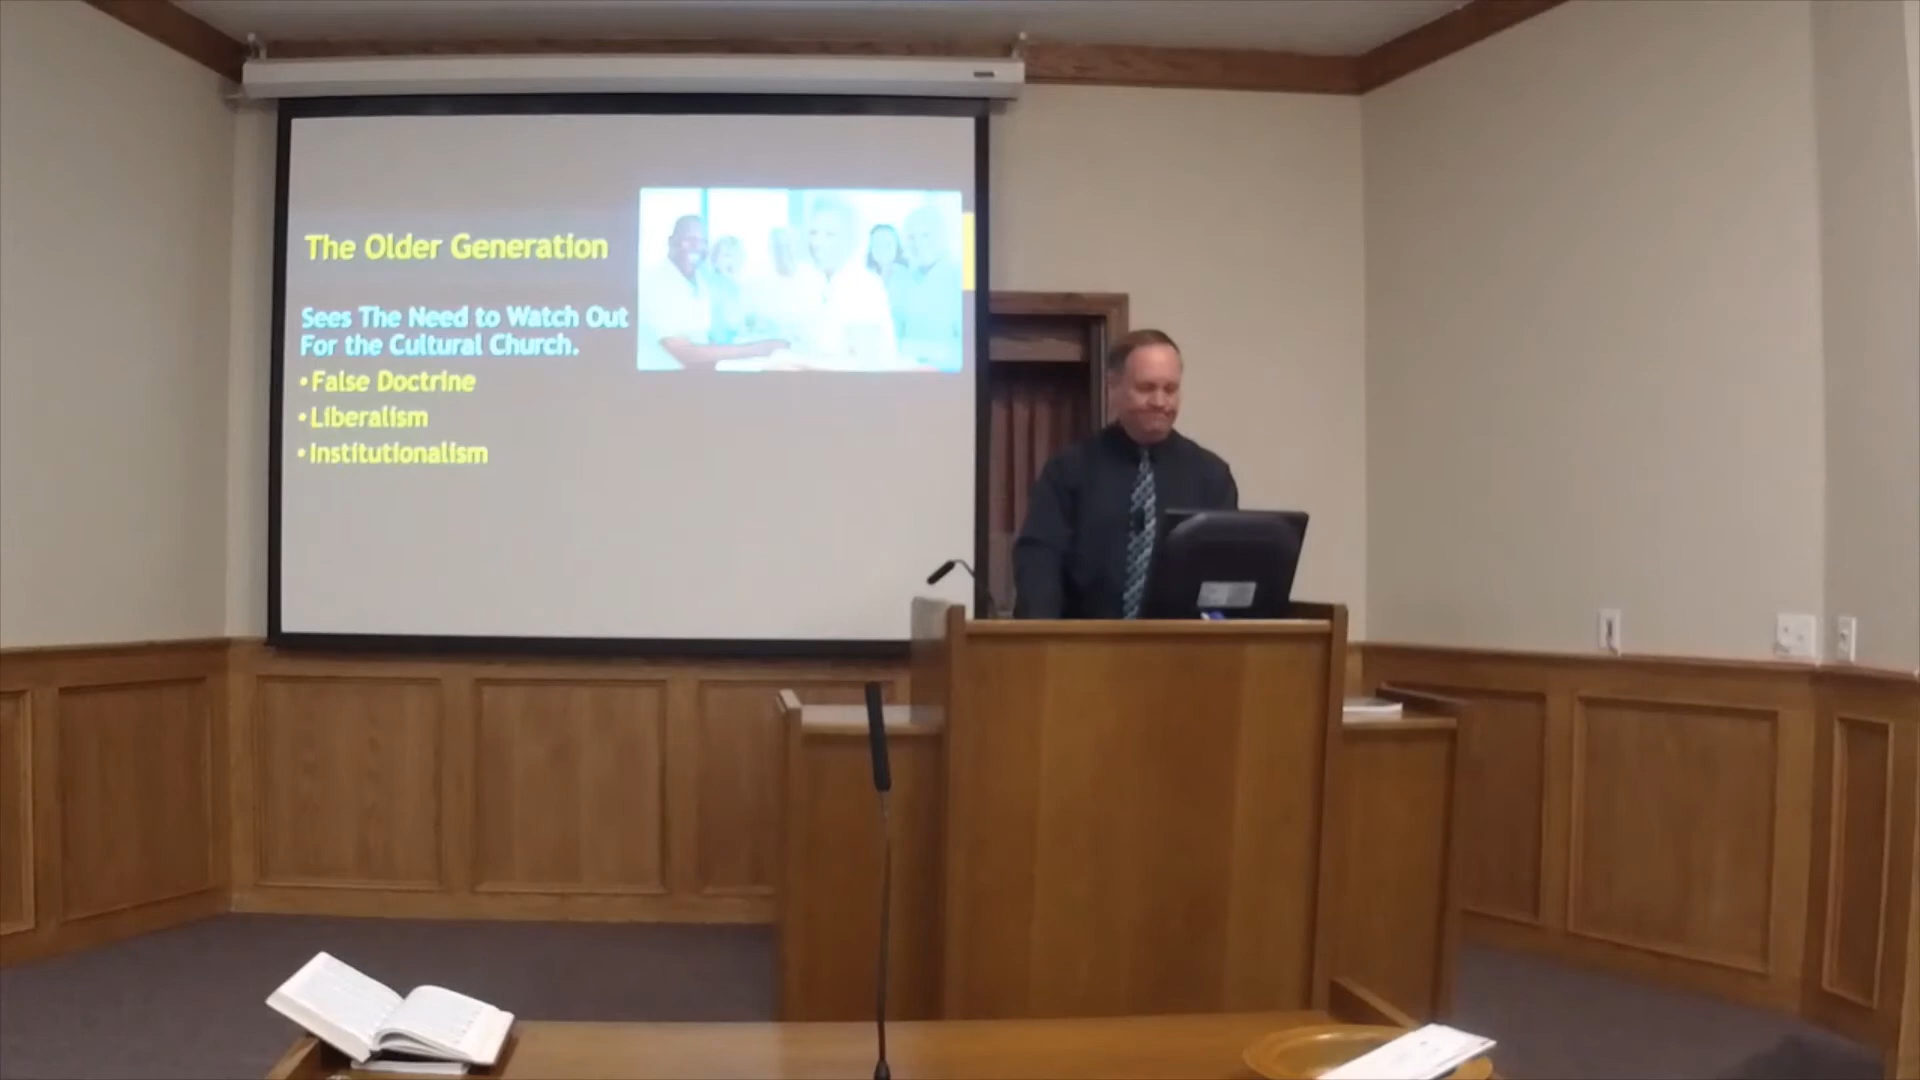 The Older Generation
Sees The Need to Watch Out
For the Cultural Church.
•False Doctrine
•Liberalism
•Institutionalism